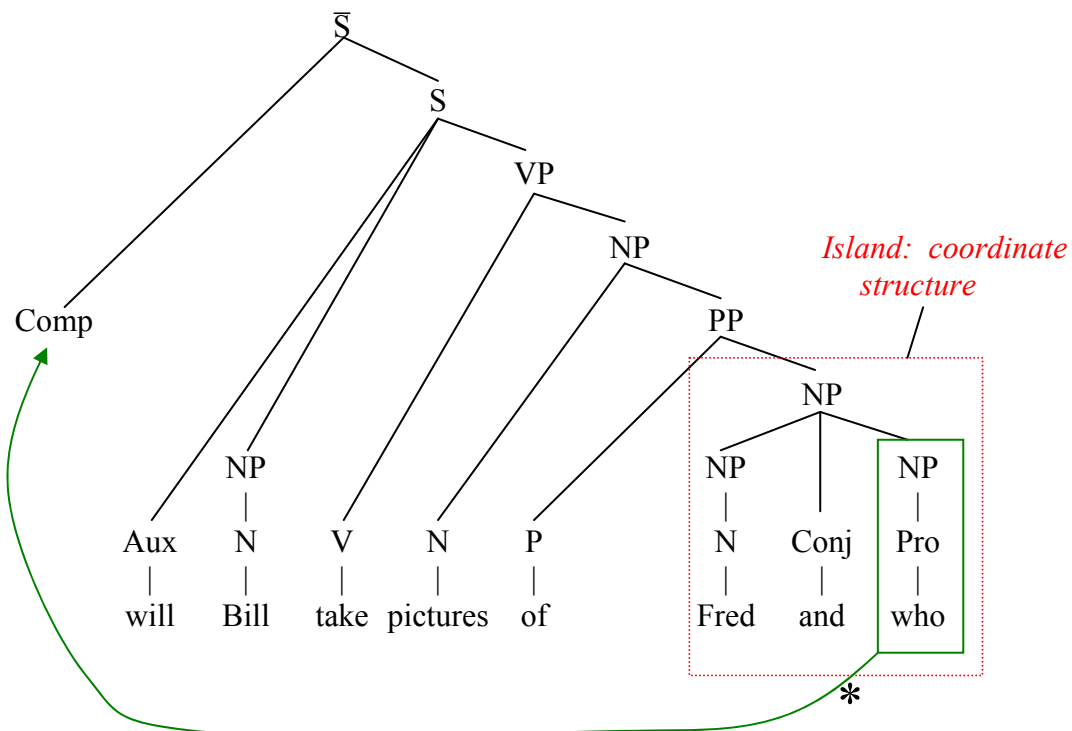 S̅
S
VP
NP
Island: coordinate
structure
Comp
PP
NP
NP NP NP
Aux N V N P N Conj Pro
will Bill take pictures of Fred and who
*